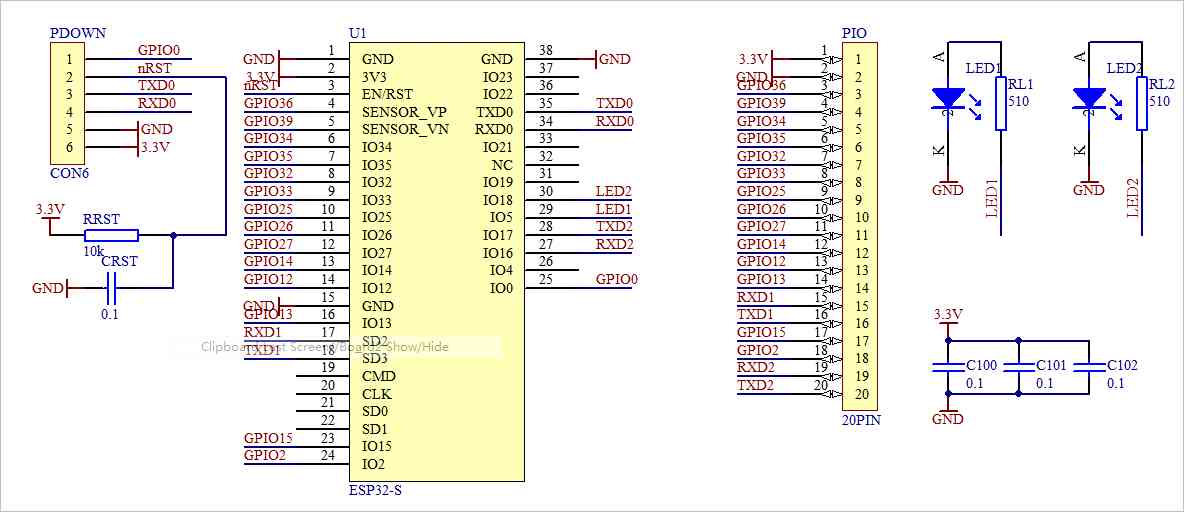 PDOWN
1 GPIO0
2 nRST
3 TXD0
4 RXD0
5 GND
6 3.3V
CON6
3.3V
RRST
10k
CRST
GND
0.1
U1
GND 1 GND
3.3V 2 3V3
nRST 3 EN/RST
GPIO36 4 SENSOR_VP
GPIO39 5 SENSOR_VN
GPIO34 6 IO34
GPIO35 7 IO35
GPIO32 8 IO32
GPIO33 9 IO33
GPIO25 10 IO25
GPIO26 11 IO26
GPIO27 12 IO27
GPIO14 13 IO14
GPIO12 14 IO12
GND 15 GND
GPIO13 16 IO13
RXD1 17 SD2
TXD1 18 SD3
19 CMD
20 CLK
21 SD0
22 SD1
GPIO15 23 IO15
GPIO2 24 IO2
GND 38 GND
IO23 37
IO22 36
TXD0 35 TXD0
RXD0 34 RXD0
IO21 33
NC 32
IO19 31
IO18 30 LED2
IO5 29 LED1
IO17 28 TXD2
IO16 27 RXD2
IO4 26
IO0 25 GPIO0
ESP32-S
PIO
3.3V 1 1
GND 2 2
GPIO36 3 3
GPIO39 4 4
GPIO34 5 5
GPIO35 6 6
GPIO32 7 7
GPIO33 8 8
GPIO25 9 9
GPIO26 10 10
GPIO27 11 11
GPIO14 12 12
GPIO12 13 13
GPIO13 14 14
RXD1 15 15
TXD1 16 16
GPIO15 17 17
GPIO2 18 18
RXD2 19 19
TXD2 20 20
20PIN
A
LED1
RL1
510
2
K
GND
LED1
A
LED2
RL2
510
2
K
GND
LED2
3.3V
C100
0.1
C101
0.1
C102
0.1
GND